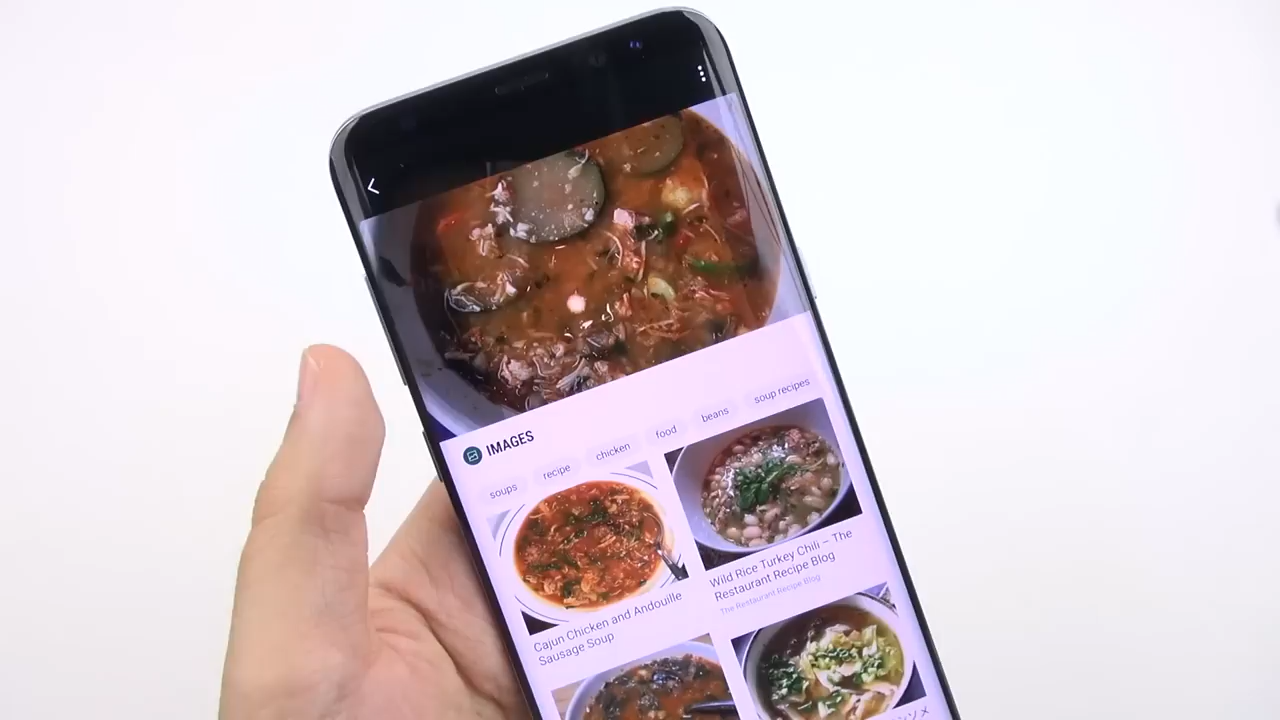 IMAGES
soups recipe chicken food beans soup recipes
Cajun Chicken and Andouille
Sausage Soup
Wild Rice Turkey Chili – The
Restaurant Recipe Blog
The Restaurant Recipe Blog